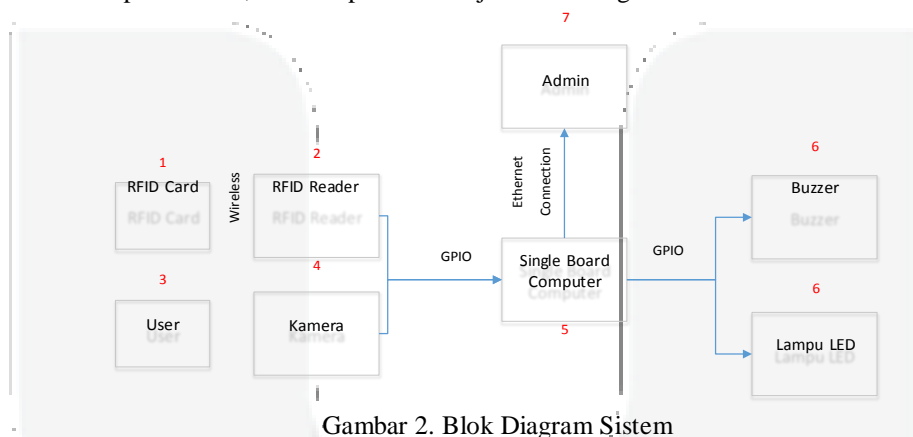 7
Admin
1
RFID Card
Wireless
2
RFID Reader
Ethernet
Connection
6
Buzzer
3
User
4
Kamera
GPIO
Single Board
Computer
5
GPIO
6
Lampu LED
Gambar 2. Blok Diagram Sistem